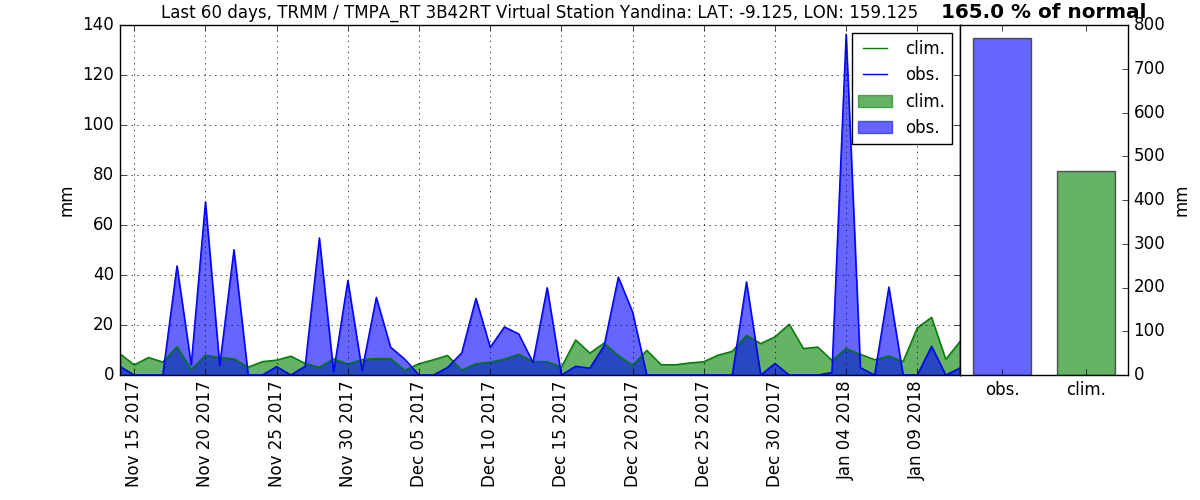 Last 60 days, TRMM / TMPA_RT 3B42RT Virtual Station Yandina: LAT: -9.125, LON: 159.125
165.0 % of normal
140
120
100
80
60
40
20
0
mm
clim.
obs.
clim.
obs.
Nov 15 2017
Nov 20 2017
Nov 25 2017
Nov 30 2017
Dec 05 2017
Dec 10 2017
Dec 15 2017
Dec 20 2017
Dec 25 2017
Dec 30 2017
Jan 04 2018
Jan 09 2018
800
700
600
500
400
300
200
100
0
mm
obs.
clim.